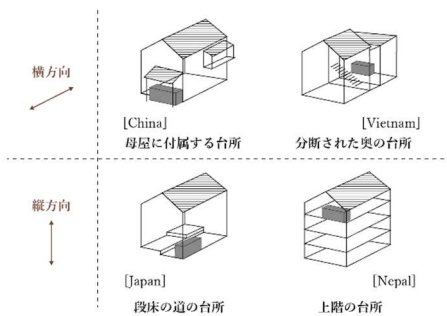 横方向
[China]
母屋に付属する台所
[Vietnam]
分断された奥の台所
縦方向
[Japan]
段床の道の台所
[Nepal]
上階の台所